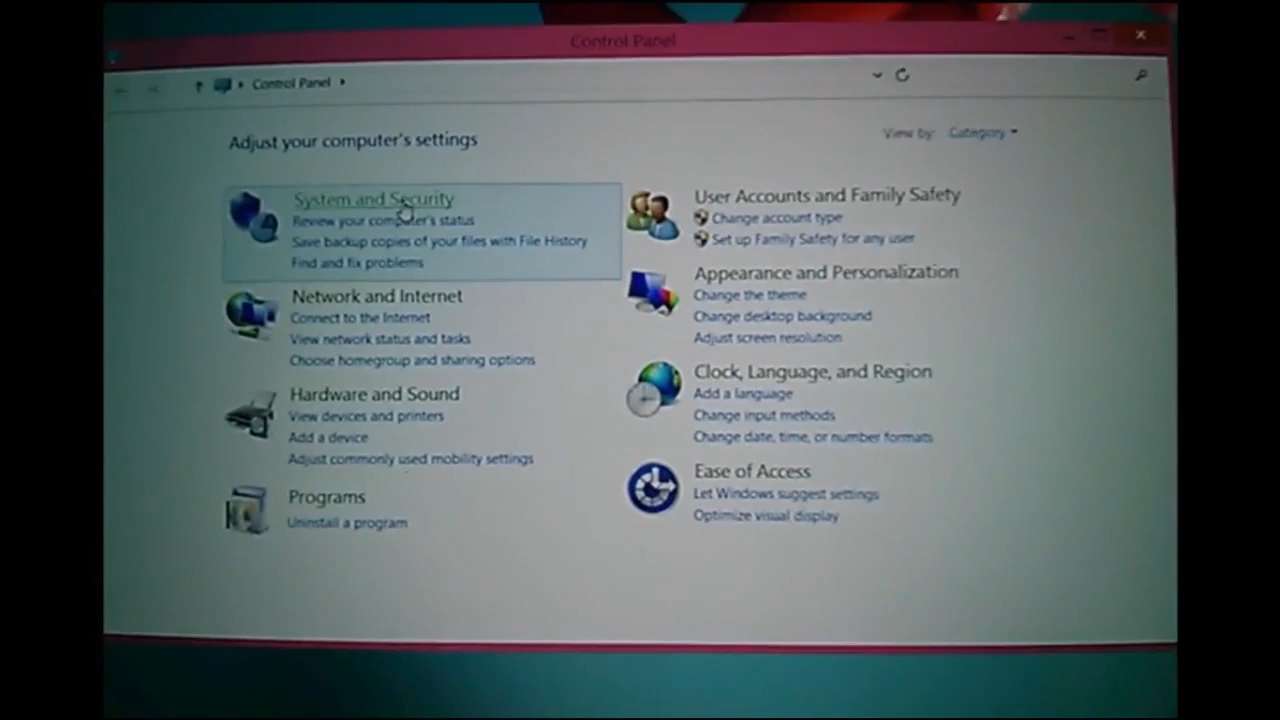 Control Panel
Control Panel
Adjust your computer's settings
View by: Category
System and Security
Review your computer's status
Save backup copies of your files with File History
Find and fix problems
Network and Internet
Connect to the Internet
View network status and tasks
Choose homegroup and sharing options
Hardware and Sound
View devices and printers
Add a device
Adjust commonly used mobility settings
Programs
Uninstall a program
User Accounts and Family Safety
Change account type
Set up Family Safety for any user
Appearance and Personalization
Change the theme
Change desktop background
Adjust screen resolution
Clock, Language, and Region
Add a language
Change input methods
Change date, time, or number formats
Ease of Access
Let Windows suggest settings
Optimize visual display